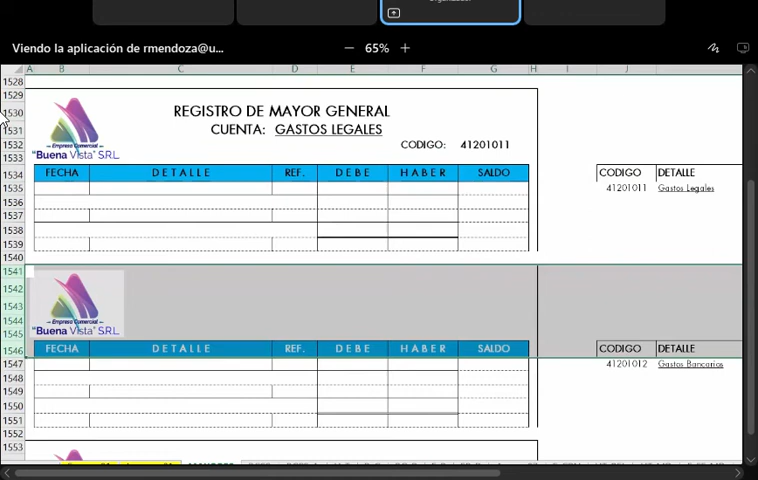 Viendo la aplicación de rmendoza@u...
65%
A B C D E F G H I J
1528
1529
1530
1531
1532
1533
REGISTRO DE MAYOR GENERAL
CUENTA: GASTOS LEGALES
CODIGO: 41201011
Empresa Comercial
"Buena Vista" S.R.L.
1534 FECHA DETALLE REF. DEBE HABER SALDO CODIGO DETALLE
1535 41201011 Gastos Legales
1536
1537
1538
1539
1540
1541
1542
1543
1544
1545
Empresa Comercial
"Buena Vista" S.R.L.
1546 FECHA DETALLE REF. DEBE HABER SALDO CODIGO DETALLE
1547 41201012 Gastos Bancarios
1548
1549
1550
1551
1552
1553